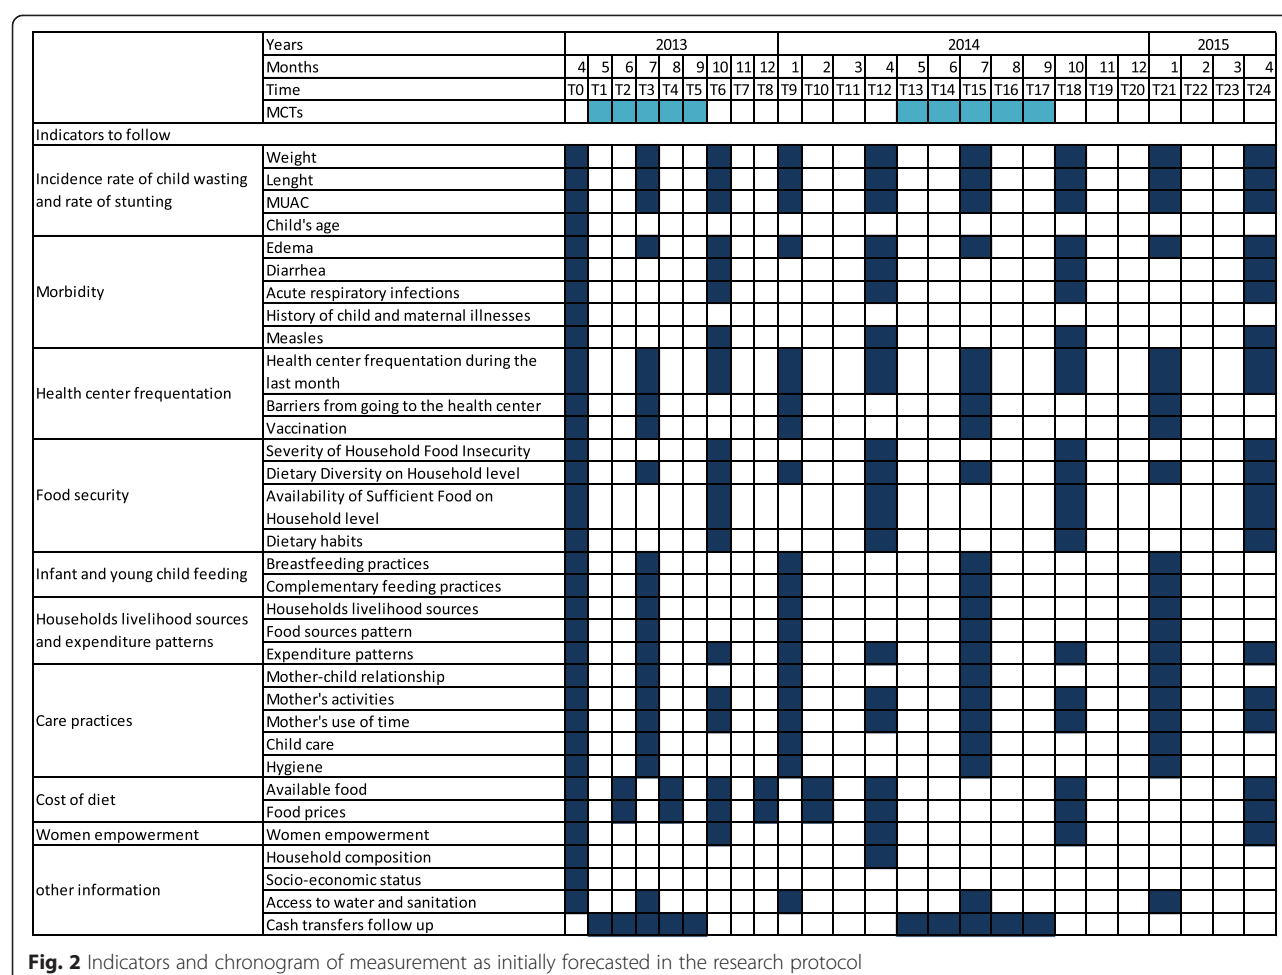 Years 2013 2014 2015
Months 4 5 6 7 8 9 10 11 12 1 2 3 4 5 6 7 8 9 10 11 12 1 2 3 4
Time T0 T1 T2 T3 T4 T5 T6 T7 T8 T9 T10 T11 T12 T13 T14 T15 T16 T17 T18 T19 T20 T21 T22 T23 T24
MCTs
Indicators to follow
Incidence rate of child wasting
and rate of stunting
Weight
Lenght
MUAC
Child's age
Morbidity
Edema
Diarrhea
Acute respiratory infections
History of child and maternal illnesses
Measles
Health center frequentation
Health center frequentation during the
last month
Barriers from going to the health center
Vaccination
Food security
Severity of Household Food Insecurity
Dietary Diversity on Household level
Availability of Sufficient Food on
Household level
Dietary habits
Infant and young child feeding
Breastfeeding practices
Complementary feeding practices
Households livelihood sources
and expenditure patterns
Households livelihood sources
Food sources pattern
Expenditure patterns
Care practices
Mother-child relationship
Mother's activities
Mother's use of time
Child care
Hygiene
Cost of diet
Available food
Food prices
Women empowerment
Women empowerment
other information
Household composition
Socio-economic status
Access to water and sanitation
Cash transfers follow up
Fig. 2 Indicators and chronogram of measurement as initially forecasted in the research protocol